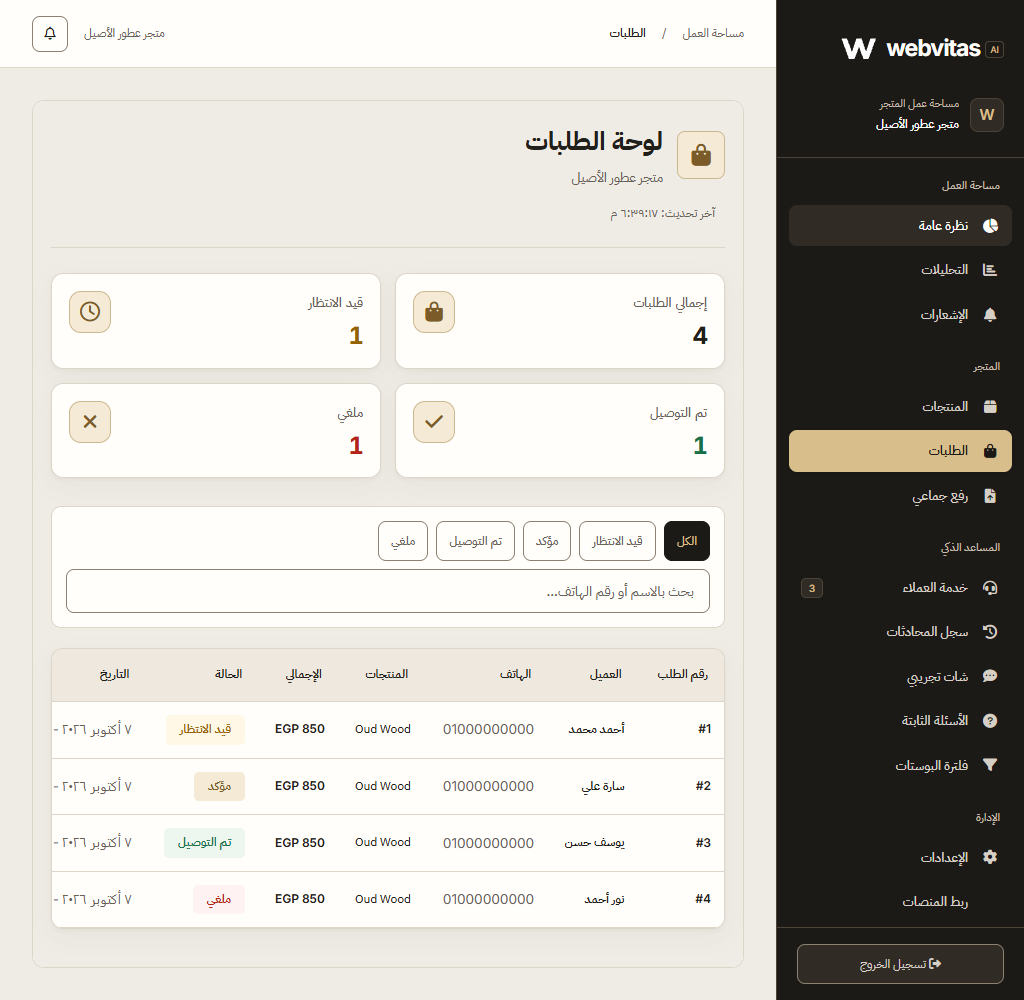 webvitas AI
W
مساحة عمل المتجر
متجر عطور الأصيل
مساحة العمل
نظرة عامة
التحليلات
الإشعارات
المتجر
المنتجات
الطلبات
رفع جماعي
المساعد الذكي
خدمة العملاء 3
سجل المحادثات
شات تجريبي
الأسئلة الثابتة
فلترة البوستات
الإدارة
الإعدادات
ربط المنصات
تسجيل الخروج
مساحة العمل / الطلبات
متجر عطور الأصيل
لوحة الطلبات
متجر عطور الأصيل
آخر تحديث: ٦:٣٩:١٧ م
إجمالي الطلبات
4
قيد الانتظار
1
تم التوصيل
1
ملغي
1
الكل قيد الانتظار مؤكد تم التوصيل ملغي
بحث بالاسم أو رقم الهاتف...
رقم الطلب العميل الهاتف المنتجات الإجمالي الحالة التاريخ
#1 أحمد محمد 01000000000 Oud Wood EGP 850 قيد الانتظار ٧ أكتوبر ٢٠٢٦ -
#2 سارة علي 01000000000 Oud Wood EGP 850 مؤكد ٧ أكتوبر ٢٠٢٦ -
#3 يوسف حسن 01000000000 Oud Wood EGP 850 تم التوصيل ٧ أكتوبر ٢٠٢٦ -
#4 نور أحمد 01000000000 Oud Wood EGP 850 ملغي ٧ أكتوبر ٢٠٢٦ -